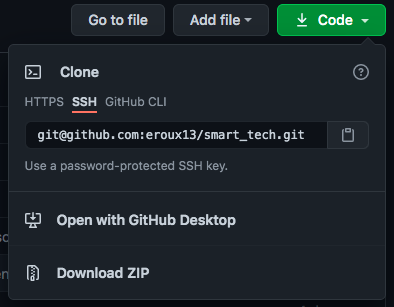 Go to file Add file Code
Clone
HTTPS SSH GitHub CLI
git@github.com:eroux13/smart_tech.git
Use a password-protected SSH key.
Open with GitHub Desktop
Download ZIP